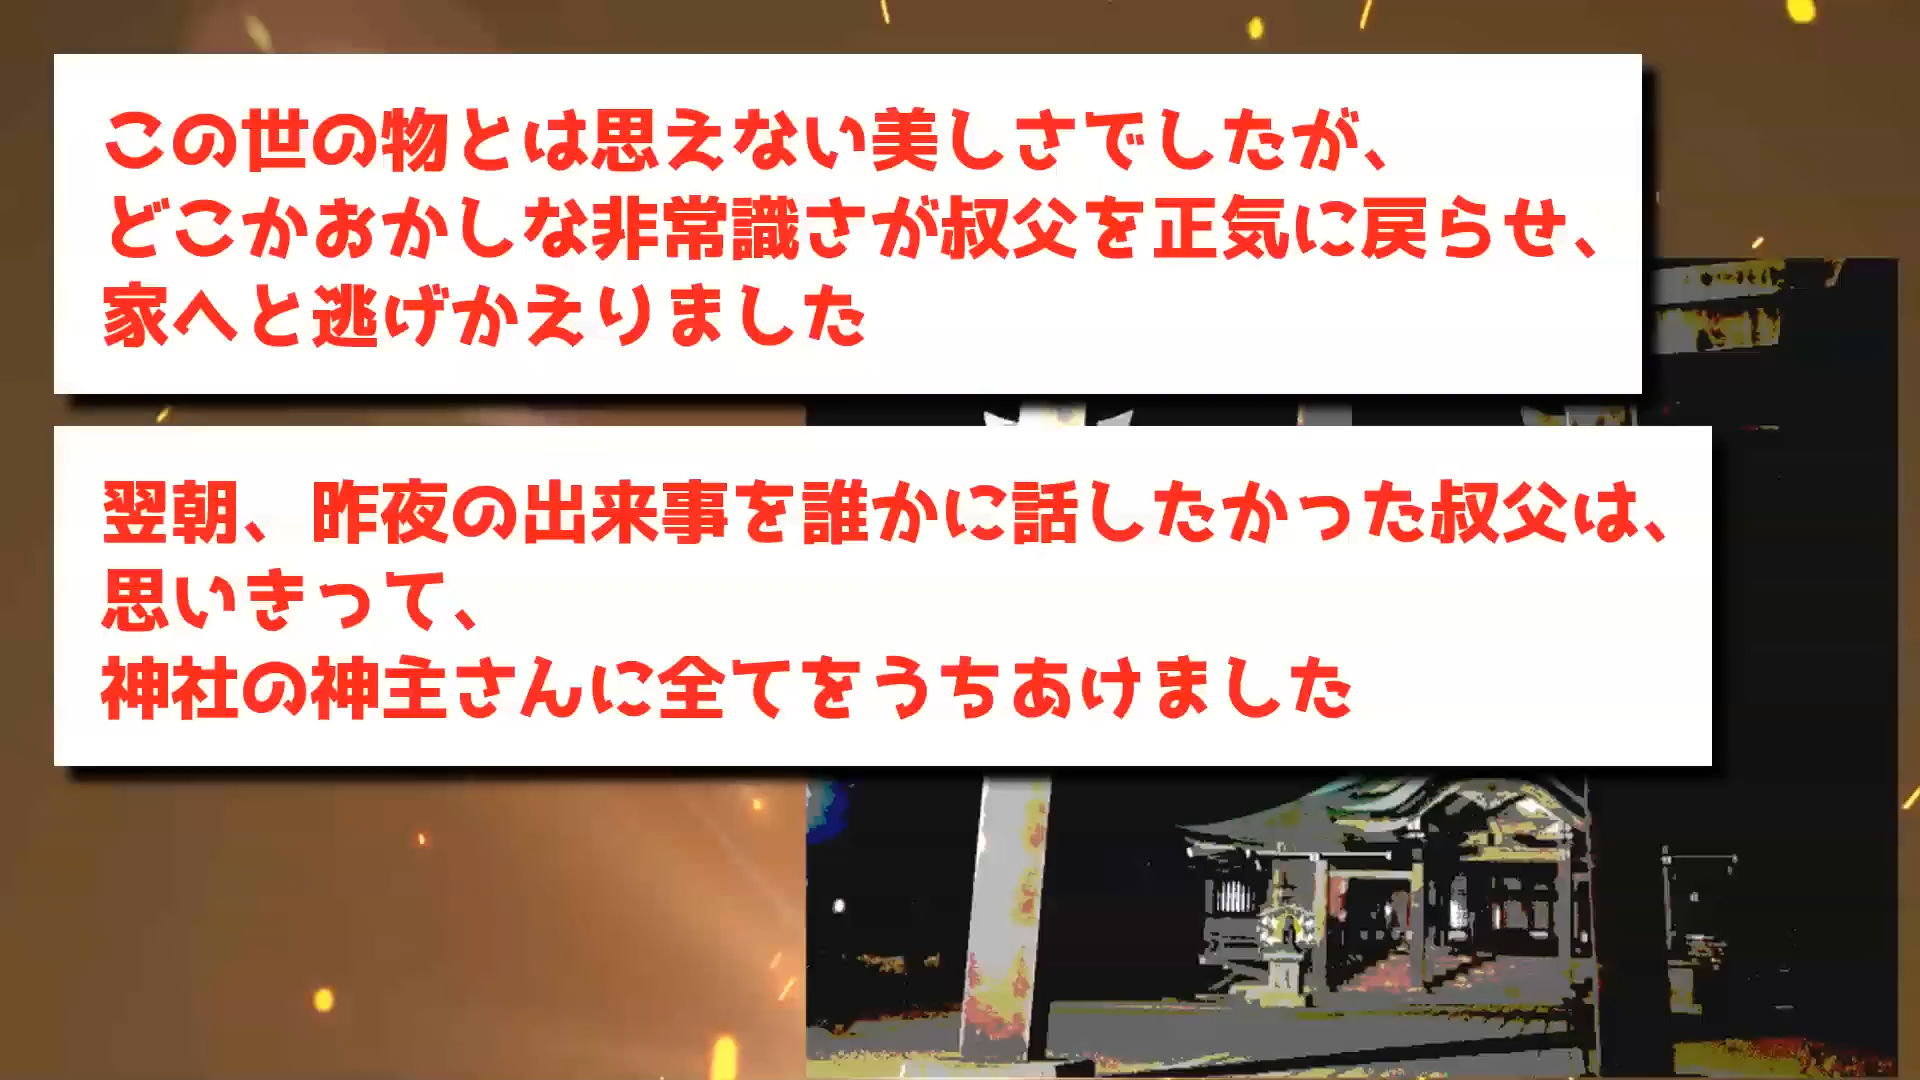 この世の物とは思えない美しさでしたが、
どこかおかしな非常識さが叔父を正気に戻らせ、
家へと逃げかえりました
翌朝、昨夜の出来事を誰かに話したかった叔父は、
思いきって、
神社の神主さんに全てをうちあけました